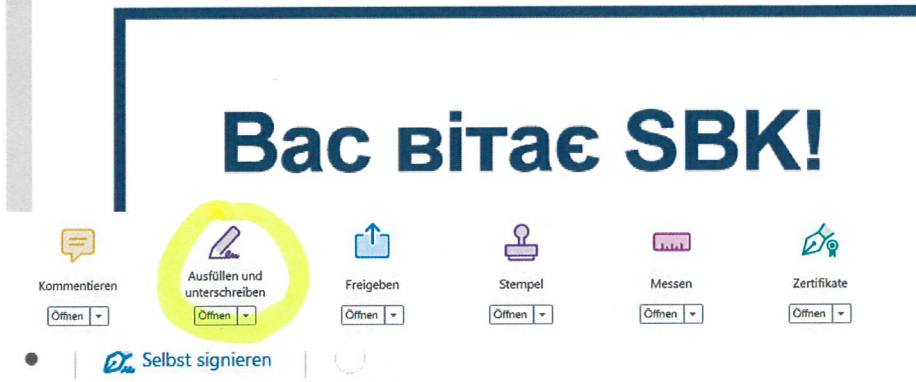 Вас вітає SBK!
Kommentieren
Ausfüllen und
unterschreiben
Freigeben
Stempel
Messen
Zertifikate
Öffnen
Öffnen
Öffnen
Öffnen
Öffnen
Öffnen
Selbst signieren